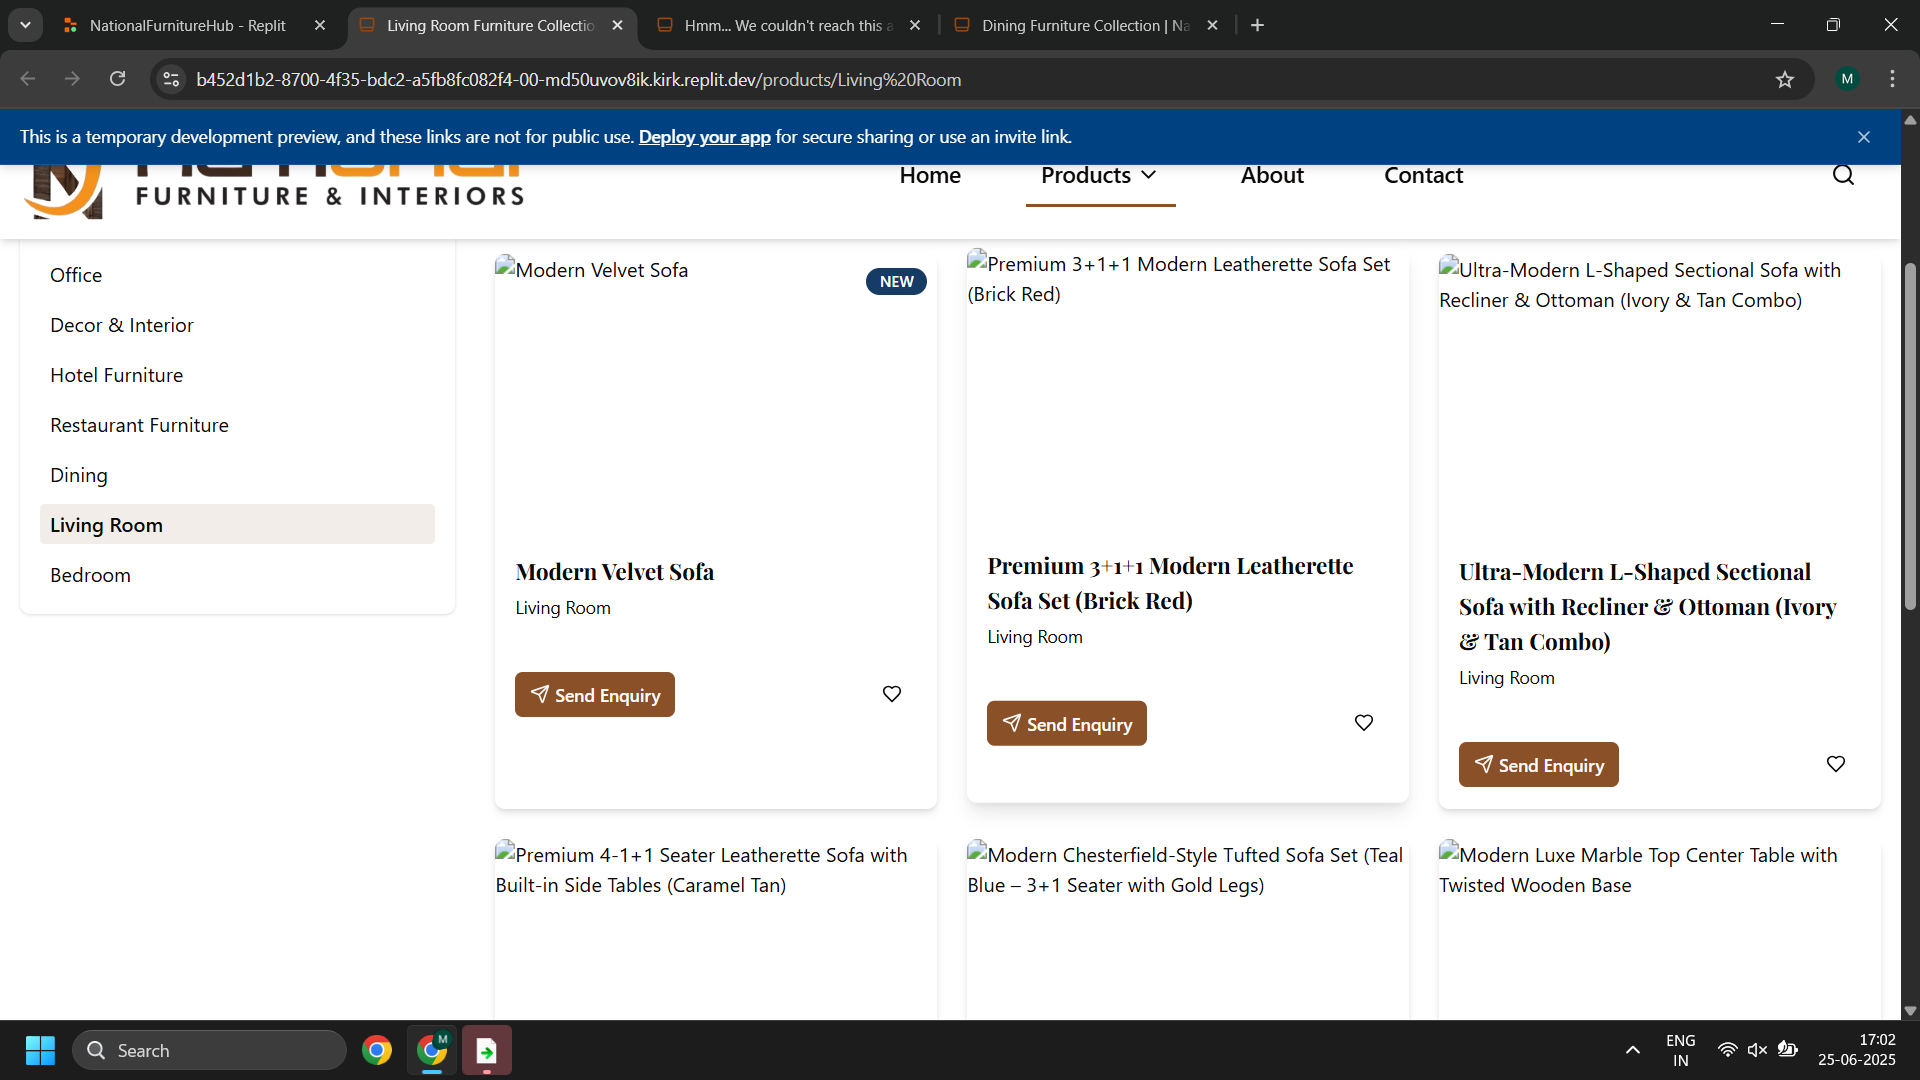 NationalFurnitureHub - Replit
Living Room Furniture Collectio
Hmm... We couldn't reach this a
Dining Furniture Collection | Na
b452d1b2-8700-4f35-bdc2-a5fb8fc082f4-00-md50uvov8ik.kirk.replit.dev/products/Living%20Room
M
This is a temporary development preview, and these links are not for public use. Deploy your app for secure sharing or use an invite link.
FURNITURE & INTERIORS
Home
Products
About
Contact
Office
Decor & Interior
Hotel Furniture
Restaurant Furniture
Dining
Living Room
Bedroom
Modern Velvet Sofa
NEW
Modern Velvet Sofa
Living Room
Send Enquiry
Premium 3+1+1 Modern Leatherette Sofa Set
(Brick Red)
Premium 3+1+1 Modern Leatherette
Sofa Set (Brick Red)
Living Room
Send Enquiry
Ultra-Modern L-Shaped Sectional Sofa with
Recliner & Ottoman (Ivory & Tan Combo)
Ultra-Modern L-Shaped Sectional
Sofa with Recliner & Ottoman (Ivory
& Tan Combo)
Living Room
Send Enquiry
Premium 4-1+1 Seater Leatherette Sofa with
Built-in Side Tables (Caramel Tan)
Modern Chesterfield-Style Tufted Sofa Set (Teal
Blue – 3+1 Seater with Gold Legs)
Modern Luxe Marble Top Center Table with
Twisted Wooden Base
Search
M
ENG
IN
17:02
25-06-2025